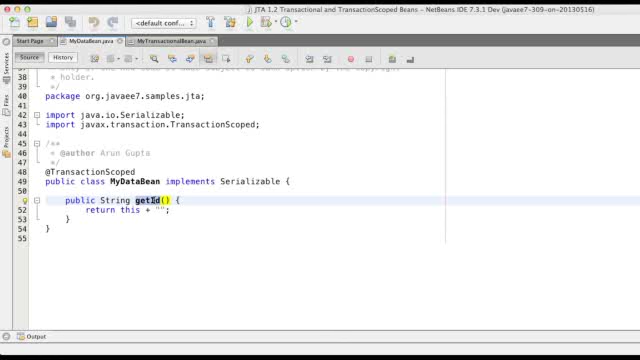 JTA 1.2 Transactional and TransactionScoped Beans - NetBeans IDE 7.3.1 Dev (javaee7-309-on-20130516)
<default conf...
Start Page
MyDataBean.java
MyTransactionalBean.java
Source
History
38 * holder.
39 */
40 package org.javaee7.samples.jta;
41
42 import java.io.Serializable;
43 import javax.transaction.TransactionScoped;
44
45 /**
46 * @author Arun Gupta
47 */
48 @TransactionScoped
49 public class MyDataBean implements Serializable {
50
public String getId() {
52 return this + "";
53 }
54 }
55
Services
Files
Projects
Output